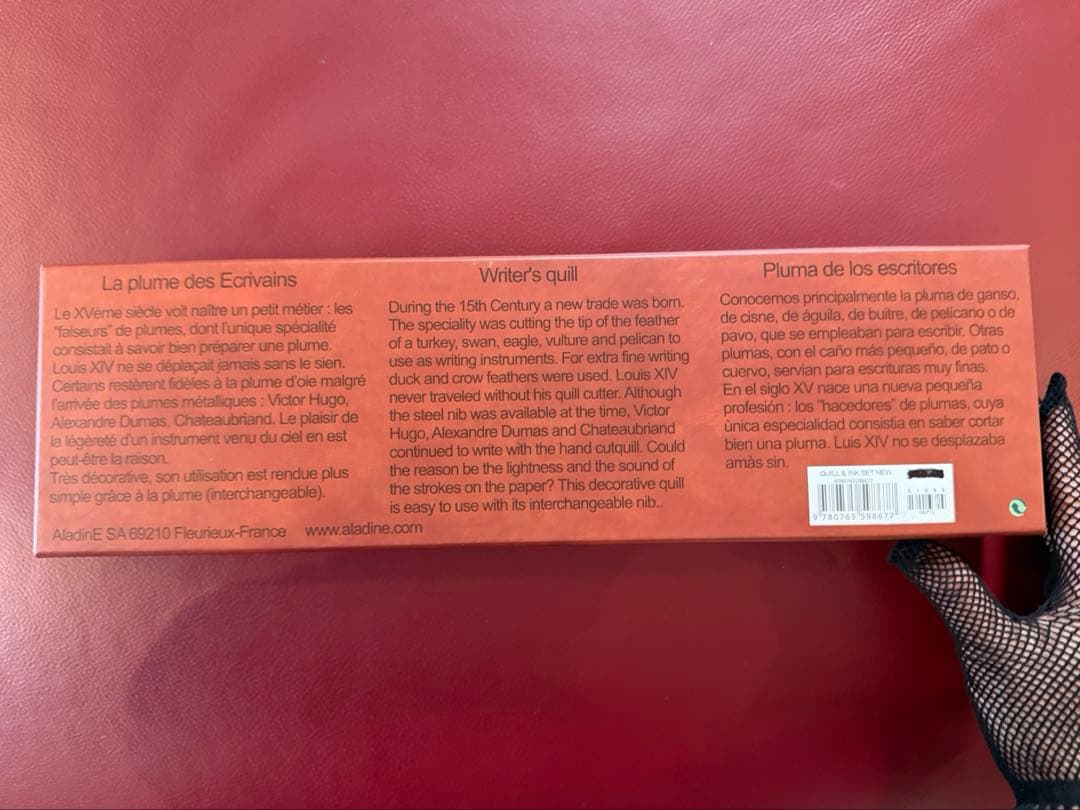 La plume des Ecrivains
Le XVéme siècle voit naître un petit métier : les
"faiseurs" de plumes, dont l'unique spécialité
consistait à savoir bien préparer une plume.
Louis XIV ne se déplaçait jamais sans le sien.
Certains restèrent fidèles à la plume d'oie malgré
l'arrivée des plumes métalliques : Victor Hugo,
Alexandre Dumas, Chateaubriand. Le plaisir de
la légèreté d'un instrument venu du ciel en est
peut-être la raison.
Très décorative, son utilisation est rendue plus
simple grâce à la plume (interchangeable).
AladinE SA 69210 Fleurieux-France www.aladine.com
Writer's quill
During the 15th Century a new trade was born.
The speciality was cutting the tip of the feather
of a turkey, swan, eagle, vulture and pelican to
use as writing instruments. For extra fine writing
duck and crow feathers were used. Louis XIV
never traveled without his quill cutter. Although
the steel nib was available at the time, Victor
Hugo, Alexandre Dumas and Chateaubriand
continued to write with the hand cutquill. Could
the reason be the lightness and the sound of
the strokes on the paper? This decorative quill
is easy to use with its interchangeable nib..
Pluma de los escritores
Conocemos principalmente la pluma de ganso,
de cisne, de águila, de buitre, de pelícano o de
pavo, que se empleaban para escribir. Otras
plumas, con el caño más pequeño, de pato o
cuervo, servian para escrituras muy finas.
En el siglo XV nace una nueva pequeña
profesión : los "hacedores" de plumas, cuya
ùnica especialidad consistia en saber cortar
bien una pluma. Luis XIV no se desplazaba
amàs sin.
QUILL & INK SET NEW
9780765598677
9 780765 598677